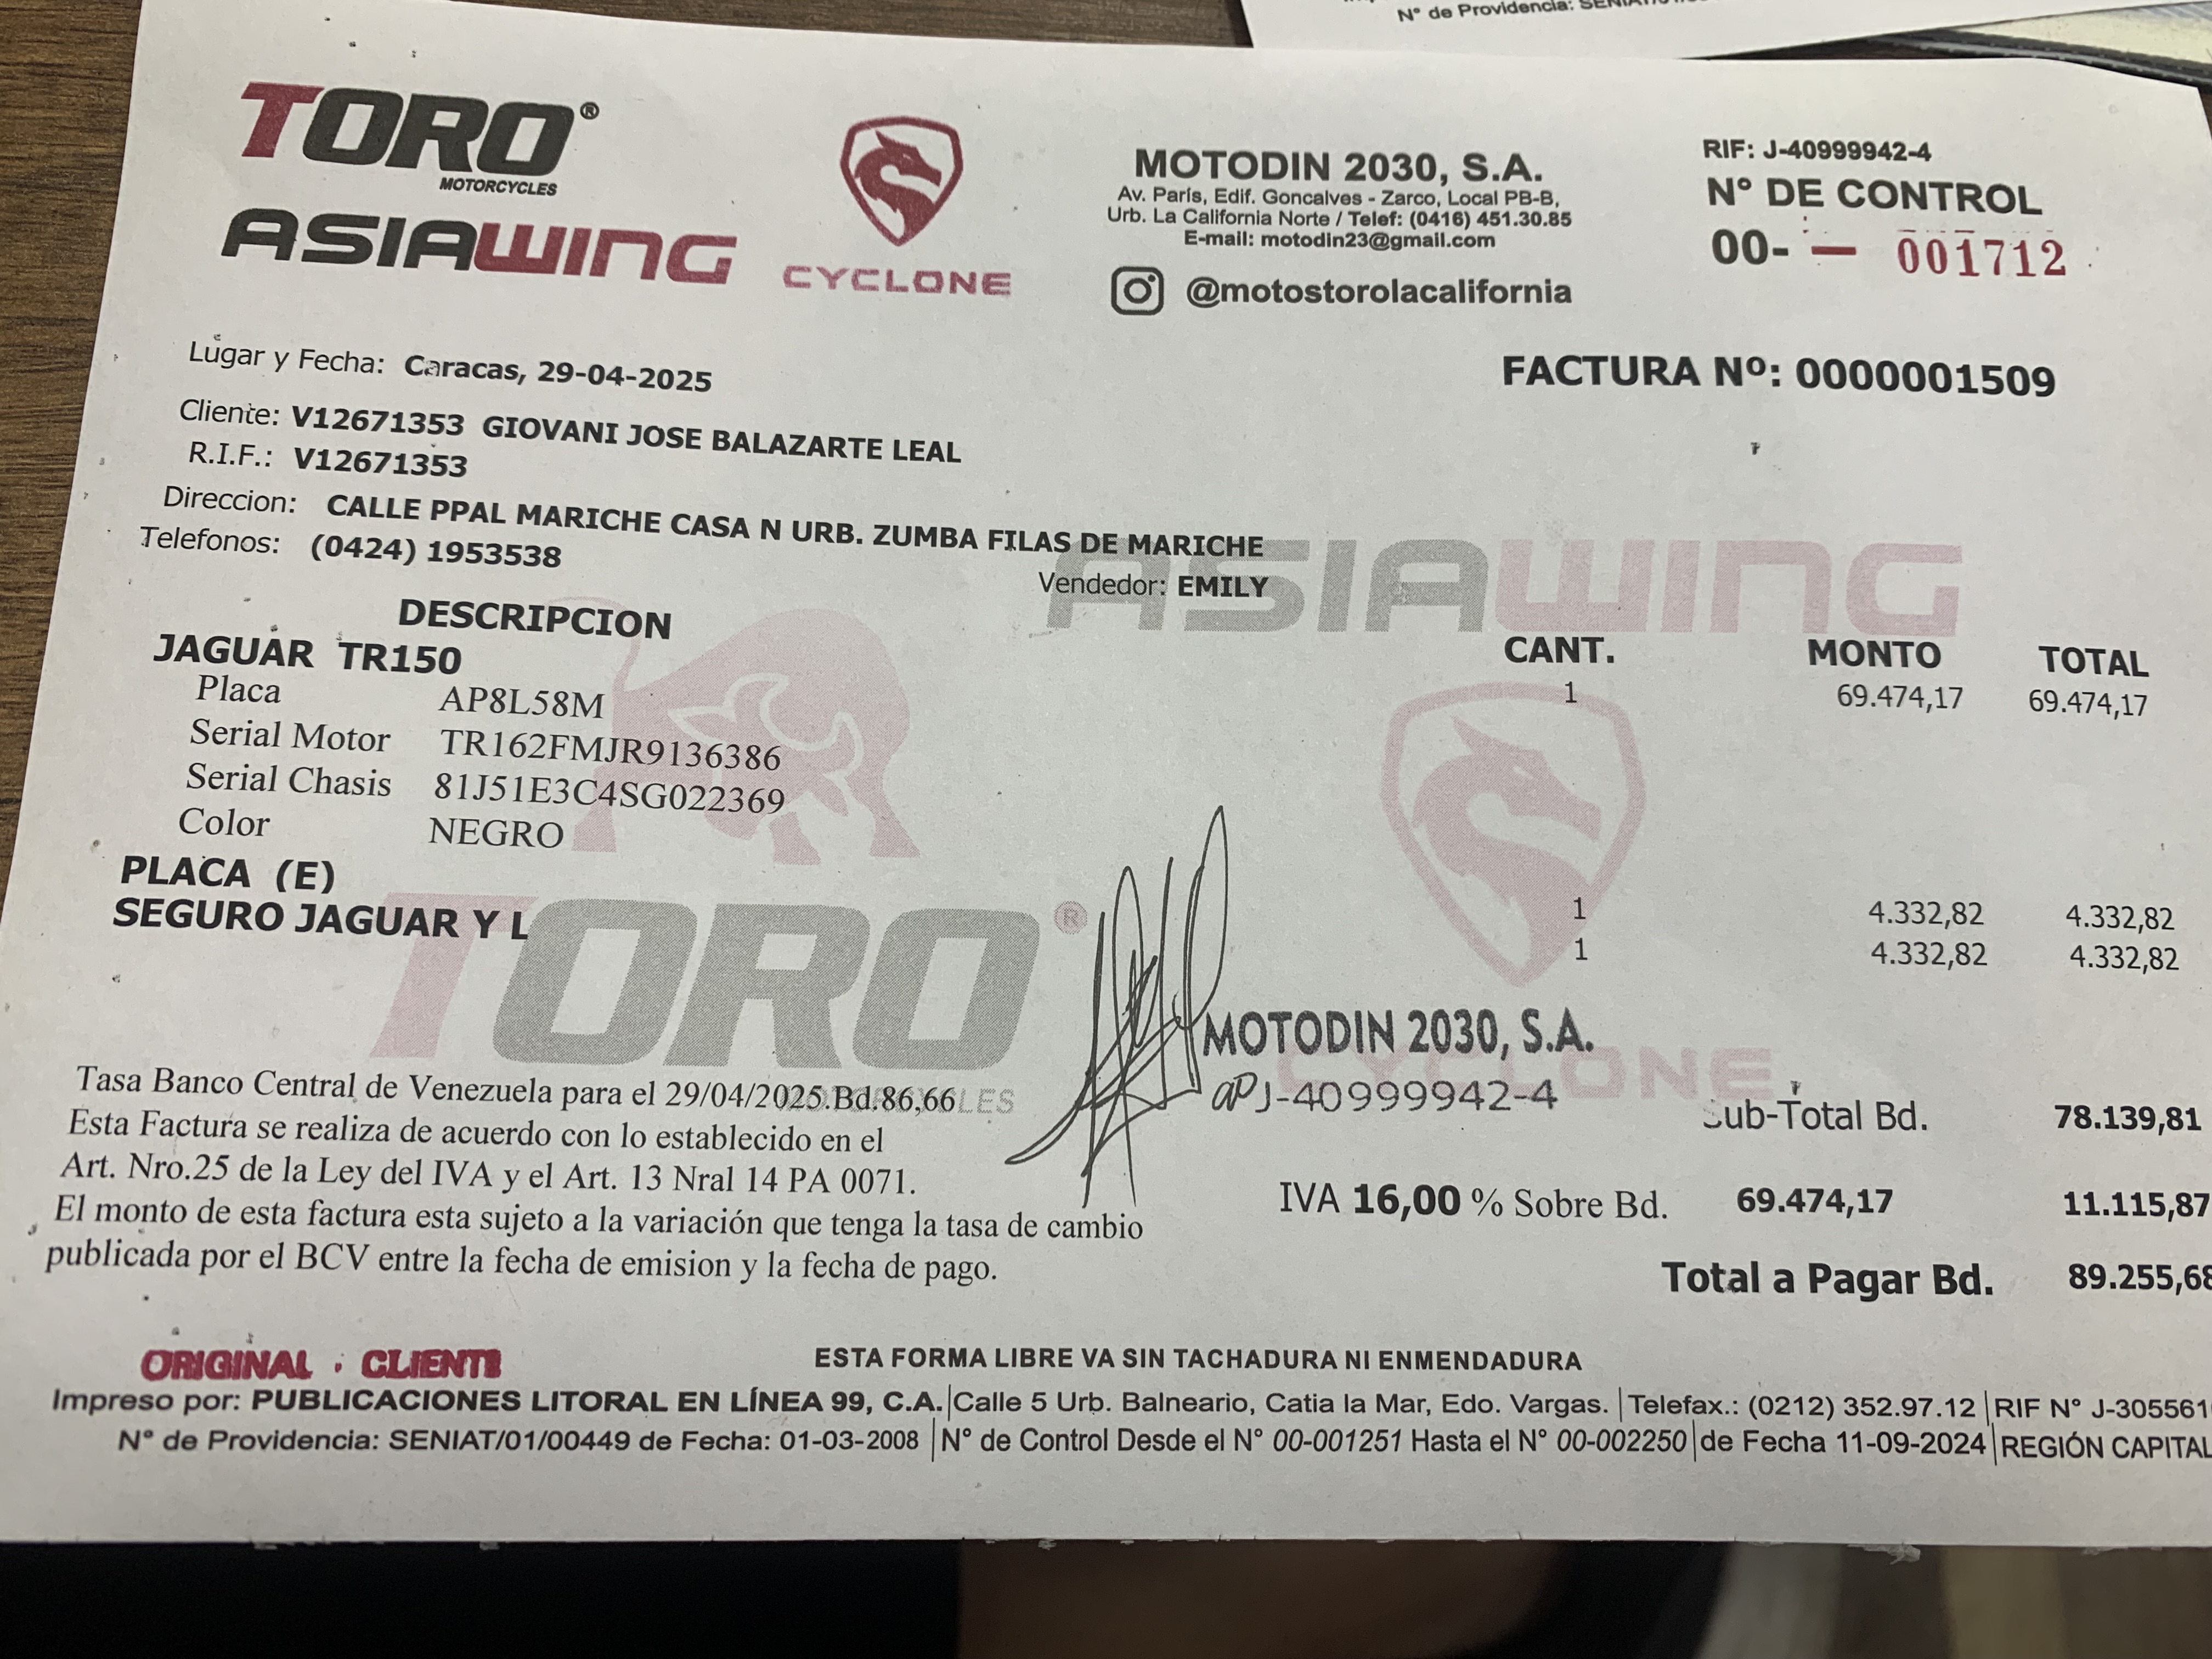 N° de Providencia:
TORO®
MOTORCYCLES
ASIAWING
CYCLONE
MOTODIN 2030, S.A.
Av. París, Edif. Goncalves - Zarco, Local PB-B,
Urb. La California Norte / Telef: (0416) 451.30.85
E-mail: motodin23@gmail.com
@motostorolacalifornia
RIF: J-40999942-4
N° DE CONTROL
00- — 001712
Lugar y Fecha: Caracas, 29-04-2025
FACTURA Nº: 0000001509
Cliente: V12671353 GIOVANI JOSE BALAZARTE LEAL
R.I.F.: V12671353
Direccion: CALLE PPAL MARICHE CASA N URB. ZUMBA FILAS DE MARICHE
Telefonos: (0424) 1953538
Vendedor: EMILY
ASIAWING
DESCRIPCION CANT. MONTO TOTAL
JAGUAR TR150 1 69.474,17 69.474,17
Placa AP8L58M
Serial Motor TR162FMJR9136386
Serial Chasis 81J51E3C4SG022369
Color NEGRO
PLACA (E) 1 4.332,82 4.332,82
SEGURO JAGUAR Y L 1 4.332,82 4.332,82
TORO®
CYCLONE
MOTODIN 2030, S.A.
J-40999942-4
Tasa Banco Central de Venezuela para el 29/04/2025.Bd.86,66
Esta Factura se realiza de acuerdo con lo establecido en el
Art. Nro.25 de la Ley del IVA y el Art. 13 Nral 14 PA 0071.
El monto de esta factura esta sujeto a la variación que tenga la tasa de cambio
publicada por el BCV entre la fecha de emision y la fecha de pago.
Sub-Total Bd. 78.139,81
IVA 16,00 % Sobre Bd. 69.474,17 11.115,87
Total a Pagar Bd. 89.255,68
ORIGINAL . CLIENTE
ESTA FORMA LIBRE VA SIN TACHADURA NI ENMENDADURA
Impreso por: PUBLICACIONES LITORAL EN LÍNEA 99, C.A. Calle 5 Urb. Balneario, Catia la Mar, Edo. Vargas. Telefax.: (0212) 352.97.12 RIF N° J-305561
N° de Providencia: SENIAT/01/00449 de Fecha: 01-03-2008 N° de Control Desde el N° 00-001251 Hasta el N° 00-002250 de Fecha 11-09-2024 REGIÓN CAPITAL